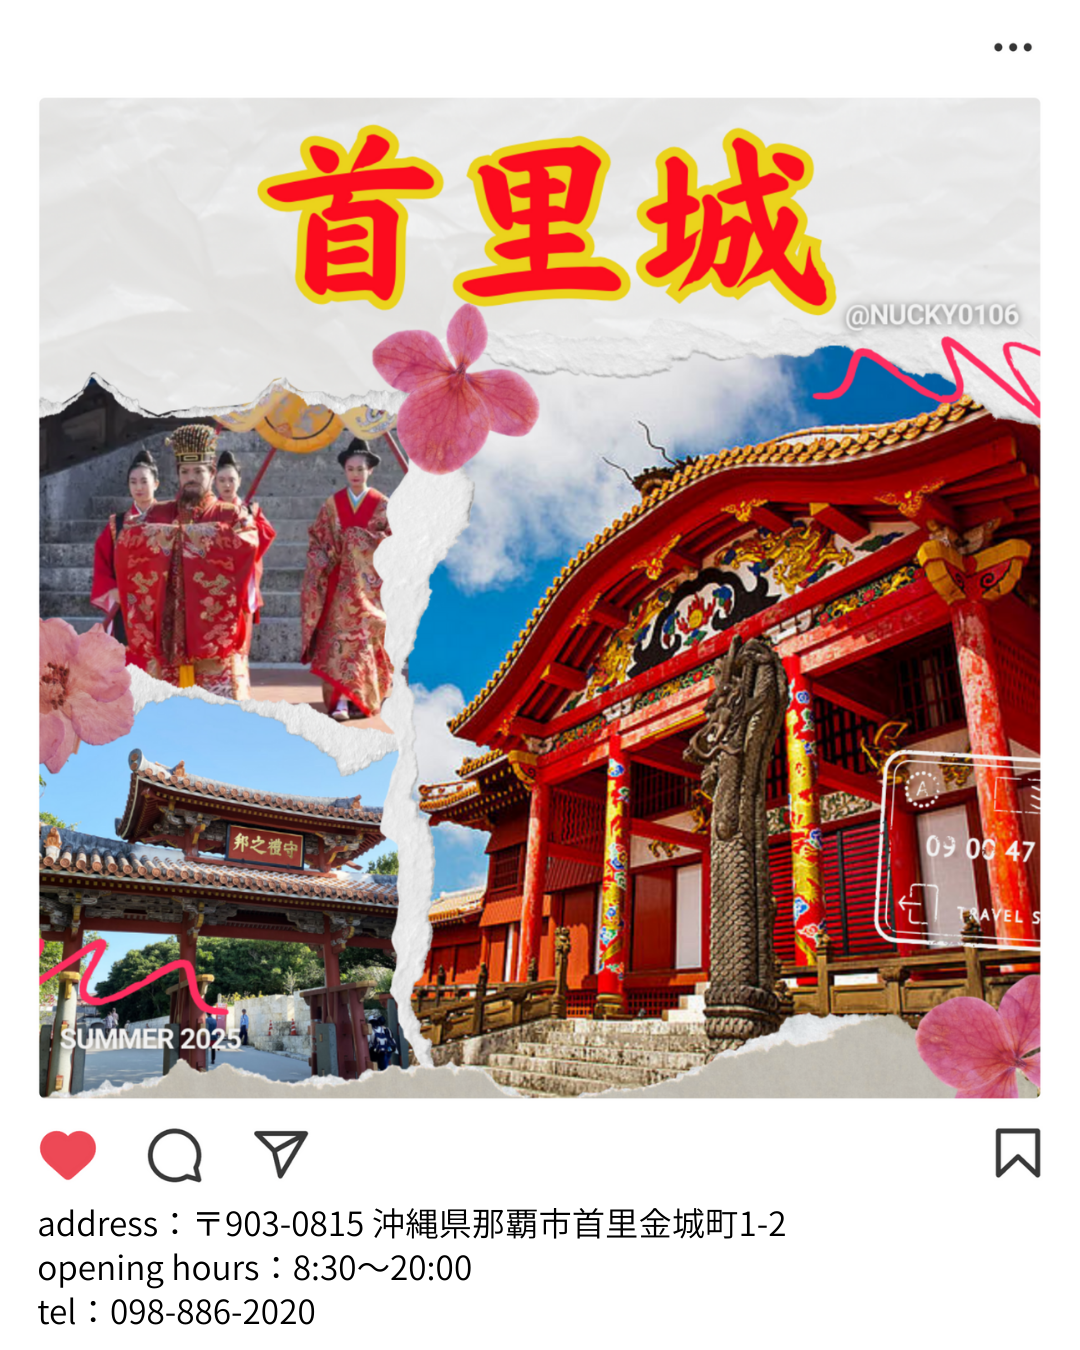 首里城
@NUCKY0106
守禮之邦
A
09 00 47
TRAVEL S
SUMMER 2025
address：〒903-0815 沖縄県那覇市首里金城町1-2
opening hours：8:30～20:00
tel：098-886-2020